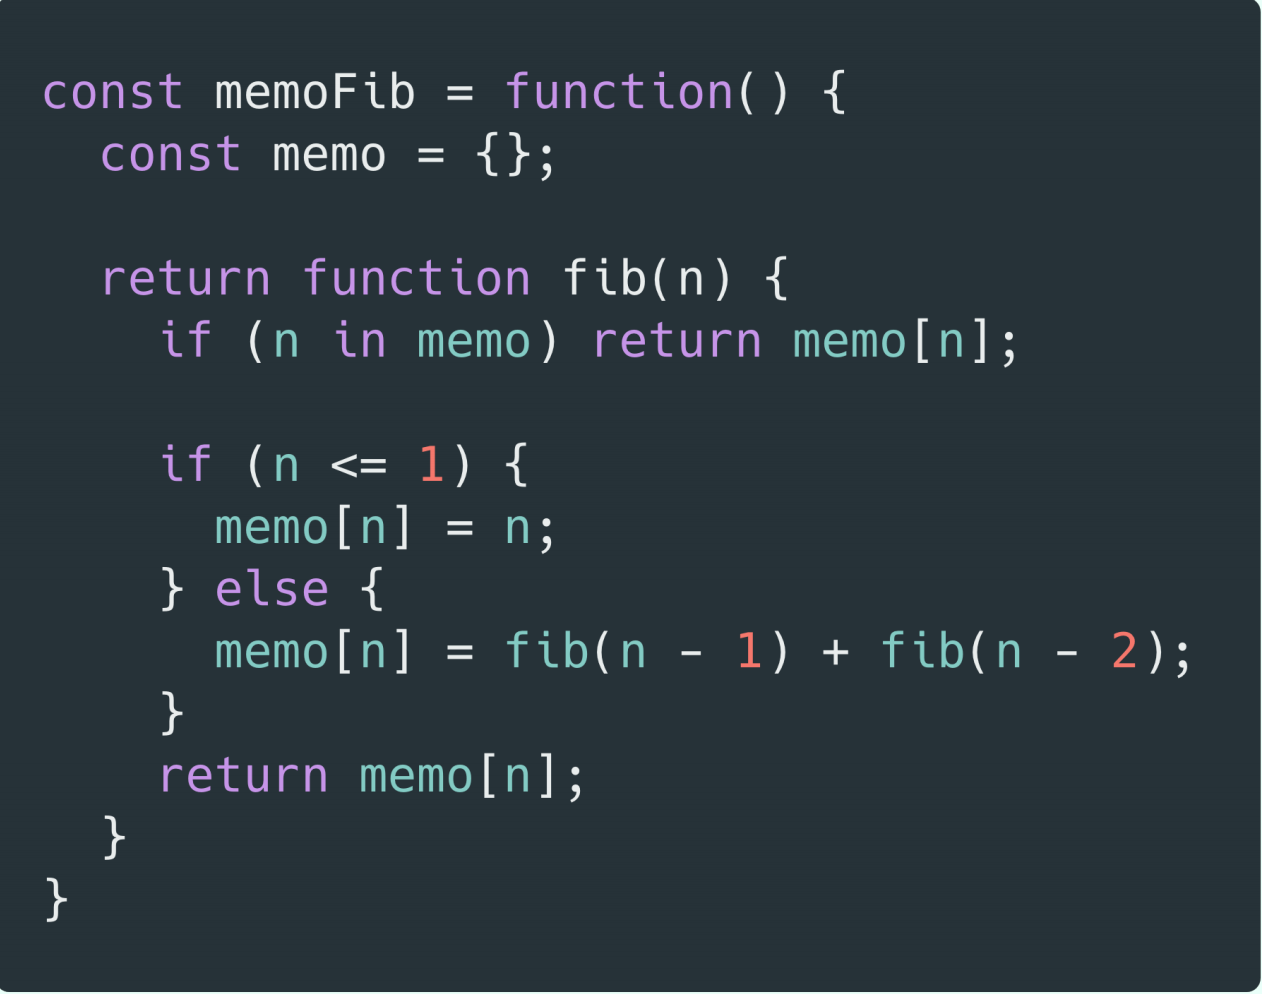 const memoFib = function() {
  const memo = {};

  return function fib(n) {
    if (n in memo) return memo[n];

    if (n <= 1) {
      memo[n] = n;
    } else {
      memo[n] = fib(n - 1) + fib(n - 2);
    }
    return memo[n];
  }
}